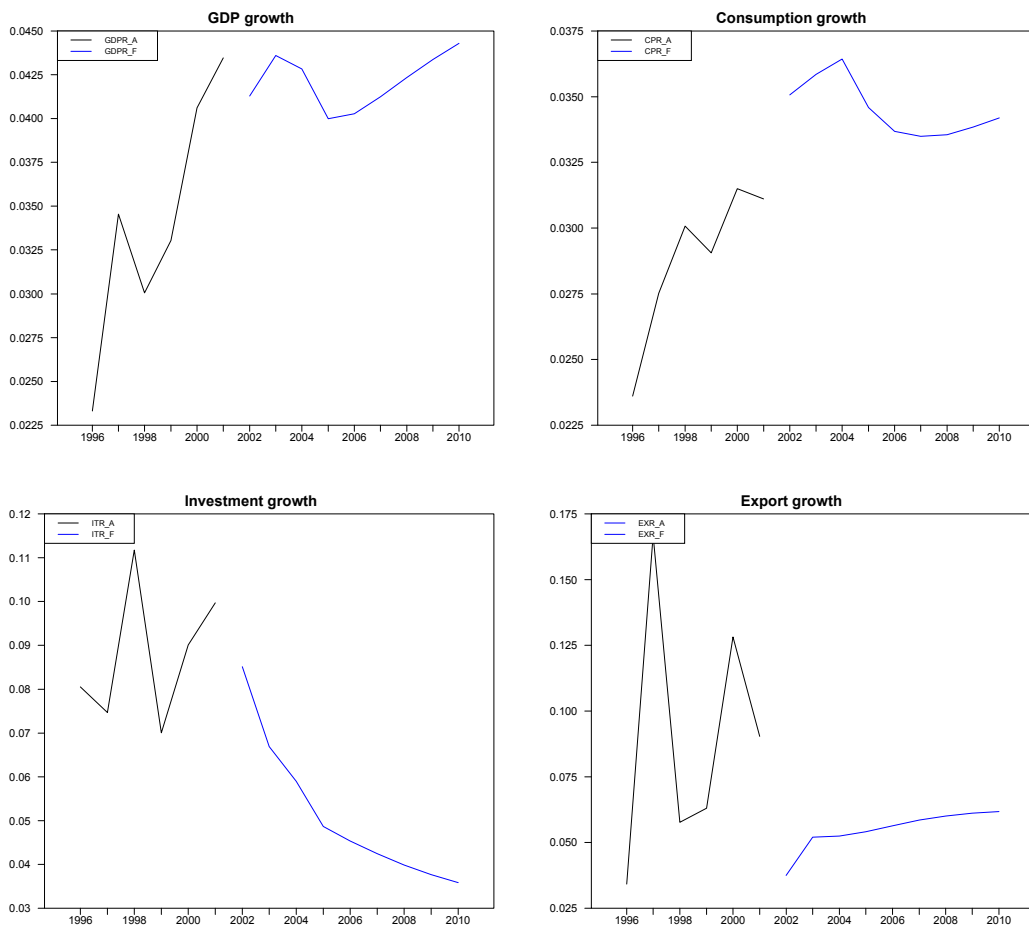 GDP growth
GDPR_A
GDPR_F
0.0450
0.0425
0.0400
0.0375
0.0350
0.0325
0.0300
0.0275
0.0250
0.0225
1996 1998 2000 2002 2004 2006 2008 2010
Consumption growth
CPR_A
CPR_F
0.0375
0.0350
0.0325
0.0300
0.0275
0.0250
0.0225
1996 1998 2000 2002 2004 2006 2008 2010
Investment growth
ITR_A
ITR_F
0.12
0.11
0.10
0.09
0.08
0.07
0.06
0.05
0.04
0.03
1996 1998 2000 2002 2004 2006 2008 2010
Export growth
EXR_A
EXR_F
0.175
0.150
0.125
0.100
0.075
0.050
0.025
1996 1998 2000 2002 2004 2006 2008 2010